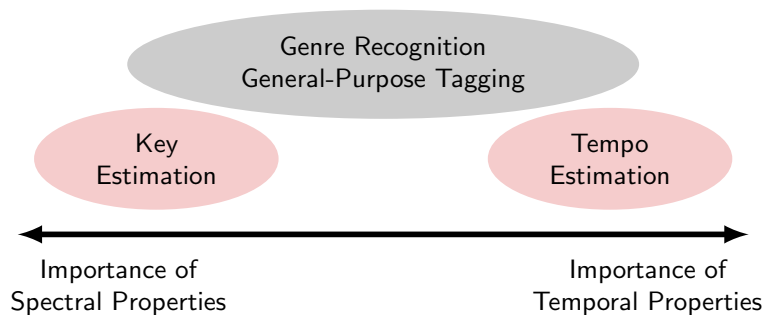 Genre Recognition
General-Purpose Tagging
Key
Estimation
Tempo
Estimation
Importance of
Spectral Properties
Importance of
Temporal Properties